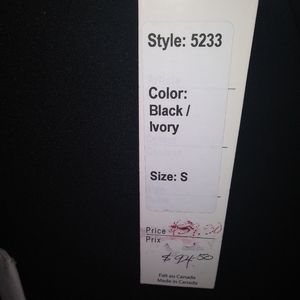 Style: 5233
Color:
Black /
Ivory
Size: S
Price
Prix
$94.50
Fait au Canada
Made in Canada